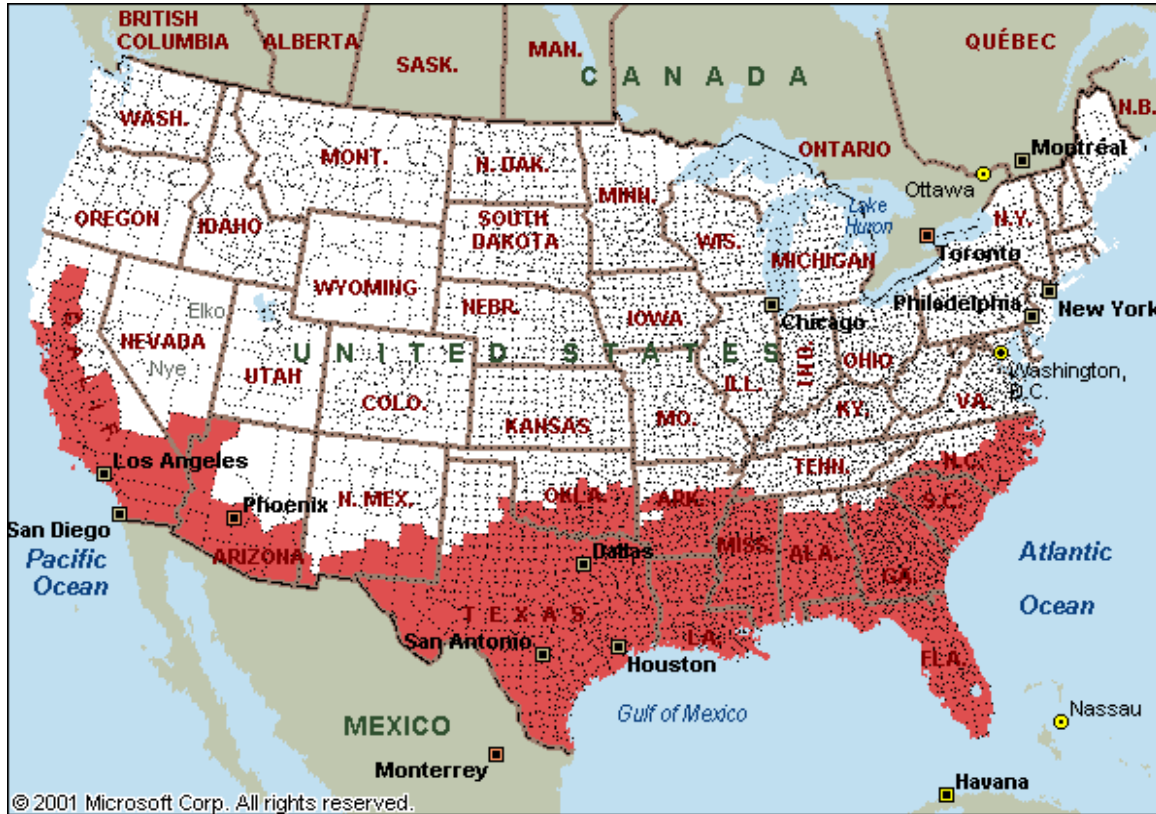 BRITISH
COLUMBIA
ALBERTA
SASK.
MAN.
CANADA
QUÉBEC
N.B.
WASH.
MONT.
N. DAK.
MINN.
ONTARIO
Montréal
Ottawa
OREGON
IDAHO
SOUTH
DAKOTA
WIS.
Lake
Huron
N.Y.
Toronto
MICHIGAN
WYOMING
NEBR.
IOWA
Chicago
Philadelphia
New York
Elko
NEVADA
Nye
UTAH
UNITED STATES
COLO.
KANSAS
MO.
ILL.
IND.
OHIO
Washington,
D.C.
KY.
VA.
Los Angeles
Phoenix
N. MEX.
OKLA.
ARK.
TENN.
N.C.
S.C.
San Diego
ARIZONA
Dallas
MISS.
ALA.
GA.
Pacific
Ocean
Atlantic
Ocean
TEXAS
San Antonio
Houston
LA.
FLA.
MEXICO
Gulf of Mexico
Nassau
Monterrey
Havana
© 2001 Microsoft Corp. All rights reserved.